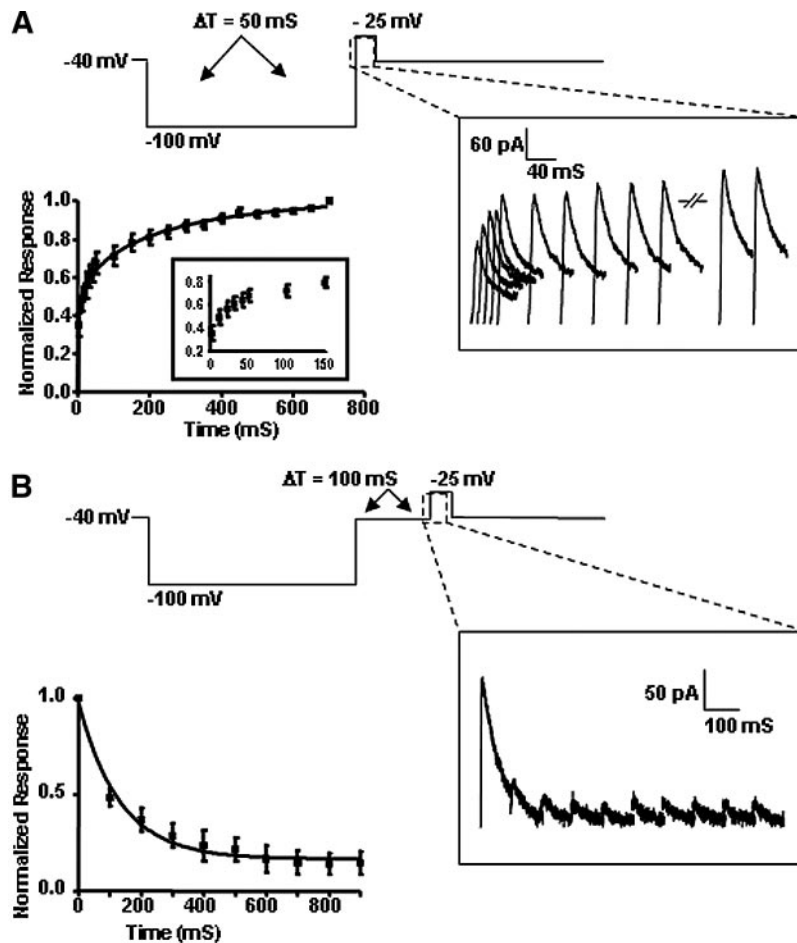 A
ΔT = 50 mS
- 25 mV
-40 mV
-100 mV
60 pA
40 mS
Normalized Response
1.0
0.8
0.6
0.4
0.2
0.0
0.8
0.6
0.4
0.2
0 50 100 150
0 200 400 600 800
Time (mS)
B
ΔT = 100 mS
-25 mV
-40 mV
-100 mV
50 pA
100 mS
Normalized Response
1.0
0.5
0.0
0 200 400 600 800
Time (mS)